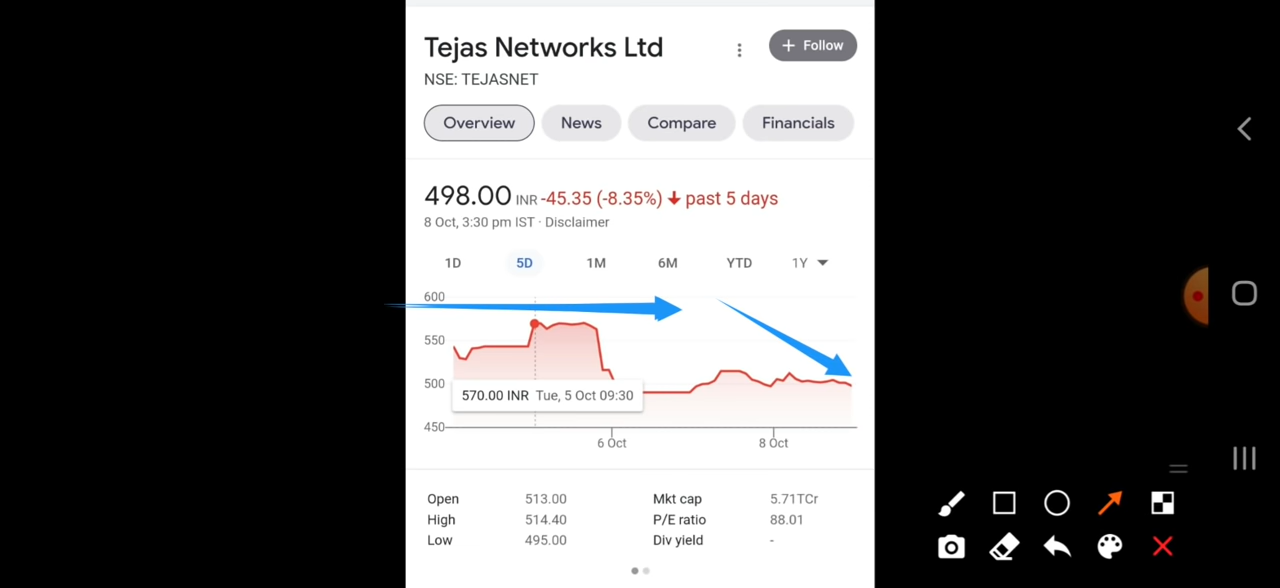 Tejas Networks Ltd
+ Follow
NSE: TEJASNET
Overview News Compare Financials
498.00 INR -45.35 (-8.35%) ↓ past 5 days
8 Oct, 3:30 pm IST · Disclaimer
1D 5D 1M 6M YTD 1Y
600
550
500
450
570.00 INR Tue, 5 Oct 09:30
6 Oct 8 Oct
Open 513.00 Mkt cap 5.71TCr
High 514.40 P/E ratio 88.01
Low 495.00 Div yield -